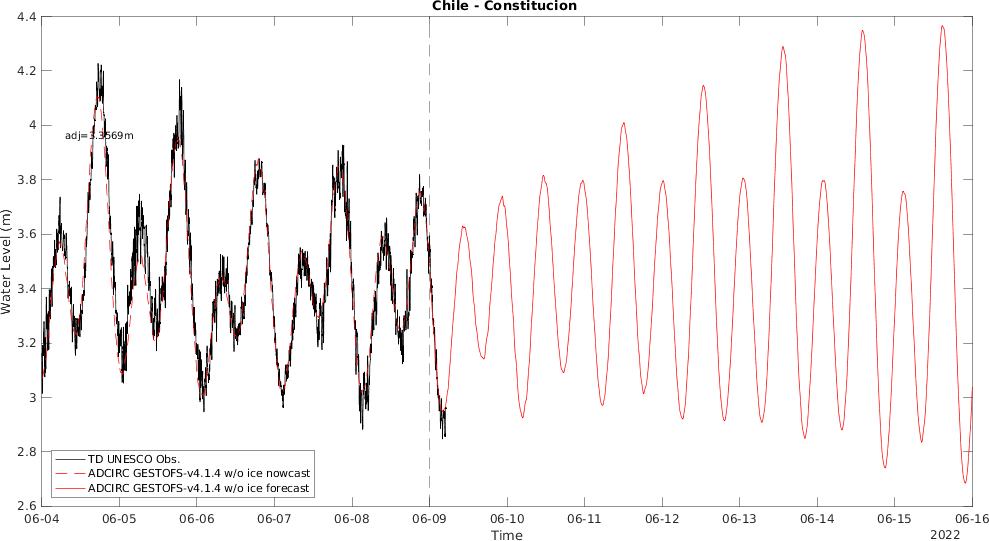 Chile - Constitucion
4.4
4.2
4
3.8
3.6
3.4
3.2
3
2.8
2.6
Water Level (m)
adj=3.3569m
TD UNESCO Obs.
ADCIRC GESTOFS-v4.1.4 w/o ice nowcast
ADCIRC GESTOFS-v4.1.4 w/o ice forecast
06-04 06-05 06-06 06-07 06-08 06-09 06-10 06-11 06-12 06-13 06-14 06-15 06-16
Time
2022